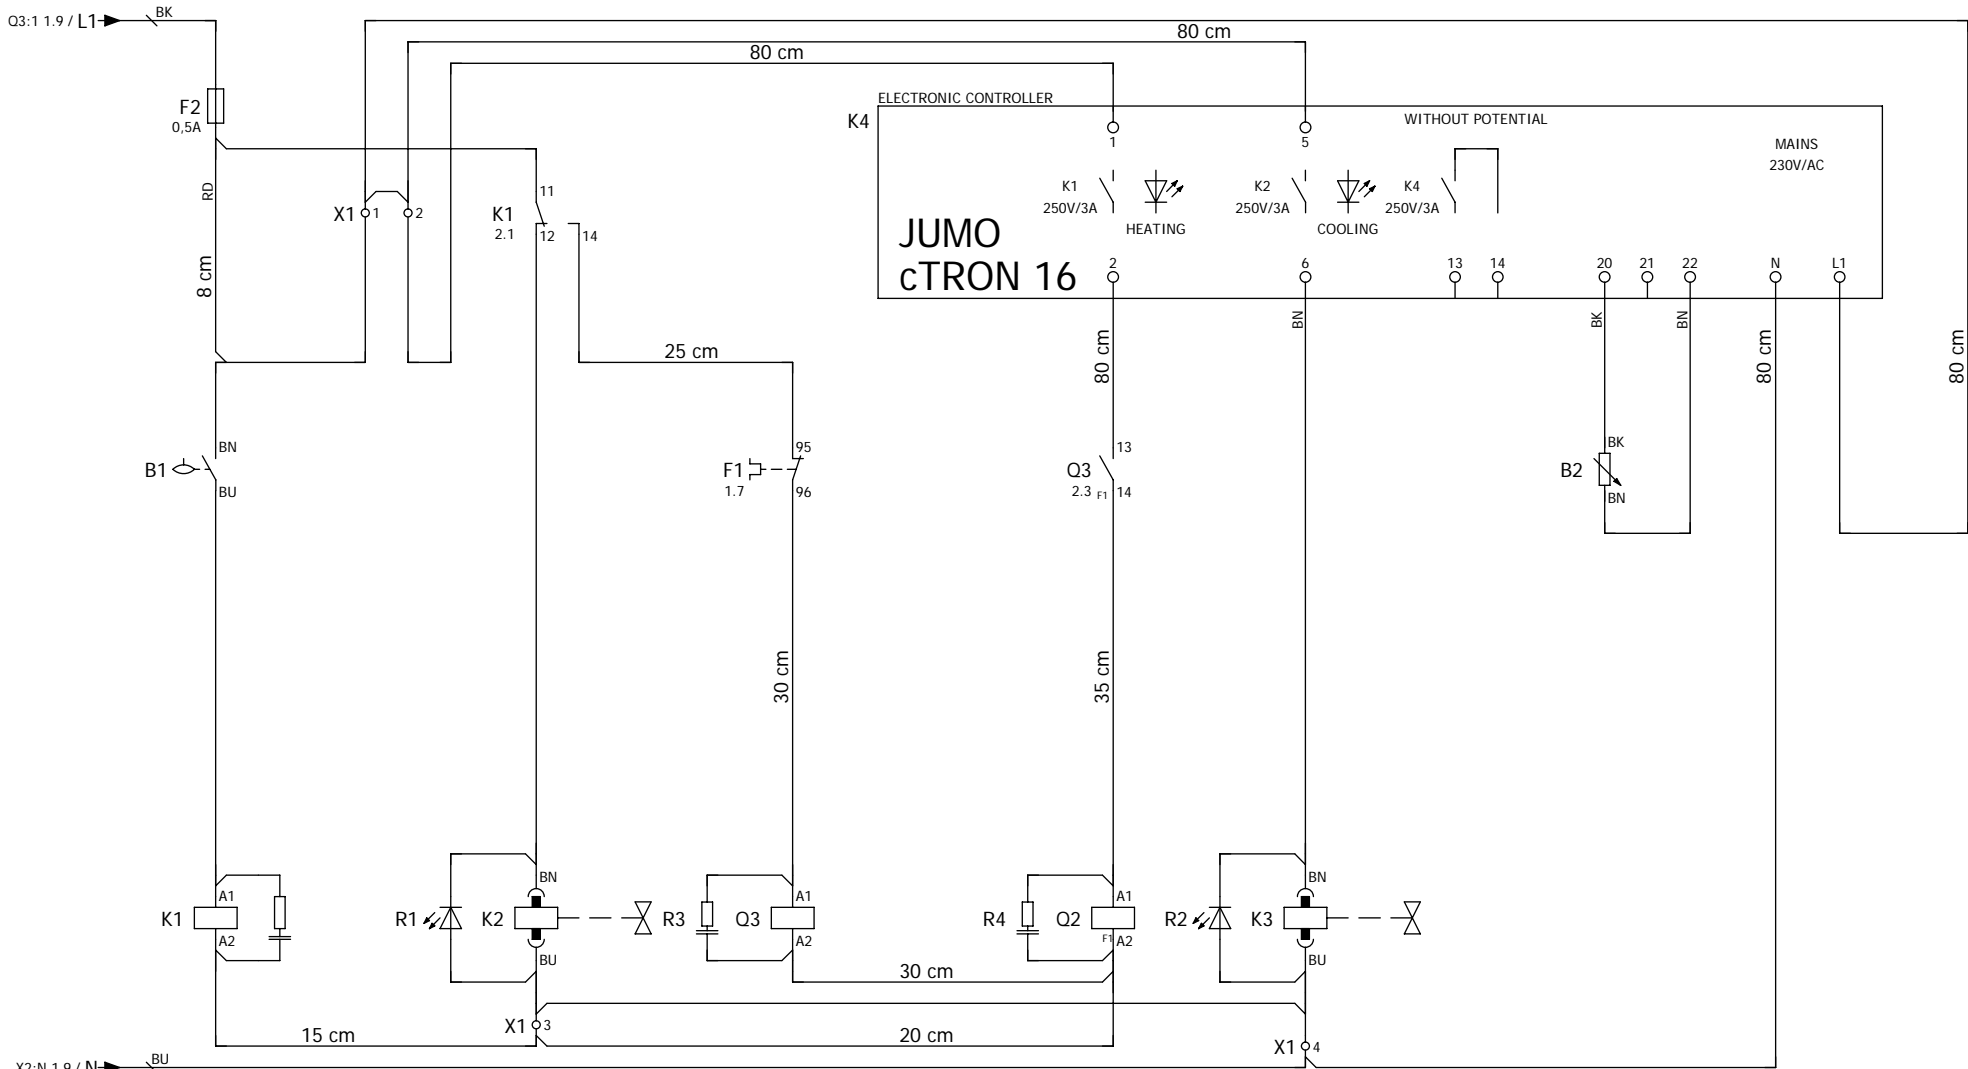 Q3:1 1.9 / L1
BK
80 cm
80 cm
ELECTRONIC CONTROLLER
F2
0,5A
K4
WITHOUT POTENTIAL
MAINS
230V/AC
1
5
RD
11
K1
250V/3A
K2
250V/3A
K4
250V/3A
X1
1
2
K1
2.1
12
14
HEATING
COOLING
JUMO
cTRON 16
8 cm
2
6
13
14
20
21
22
N
L1
BN
BK
BN
25 cm
80 cm
80 cm
80 cm
B1
BN
BU
F1
1.7
95
96
Q3
2.3
F1
13
14
B2
BK
BN
30 cm
35 cm
K1
A1
A2
R1
K2
BN
BU
R3
Q3
A1
A2
R4
Q2
A1
F1
A2
R2
K3
BN
BU
30 cm
X1
3
15 cm
20 cm
X1
4
X2:N 1.9 / N
BU